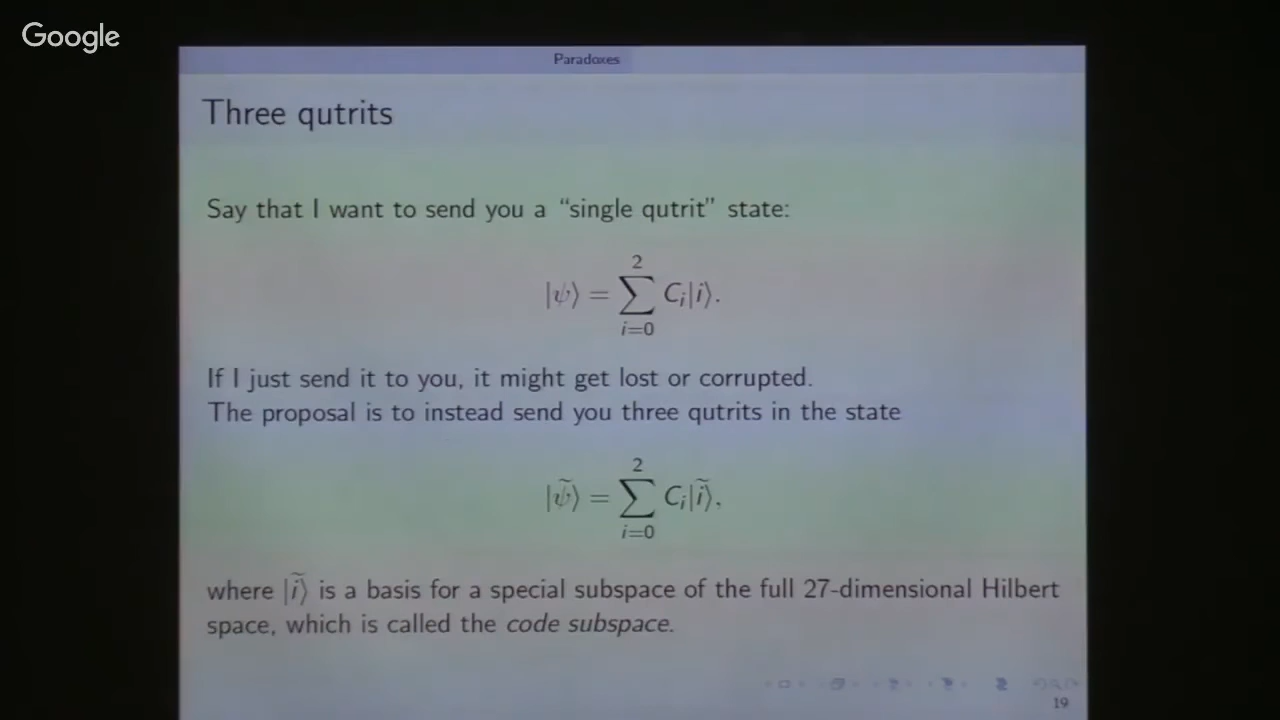 Google
Paradoxes
Three qutrits
Say that I want to send you a “single qutrit” state:
|ψ⟩ = ∑_{i=0}^{2} C_i|i⟩.
If I just send it to you, it might get lost or corrupted.
The proposal is to instead send you three qutrits in the state
|ψ̃⟩ = ∑_{i=0}^{2} C_i|ĩ⟩,
where |ĩ⟩ is a basis for a special subspace of the full 27-dimensional Hilbert
space, which is called the code subspace.
19